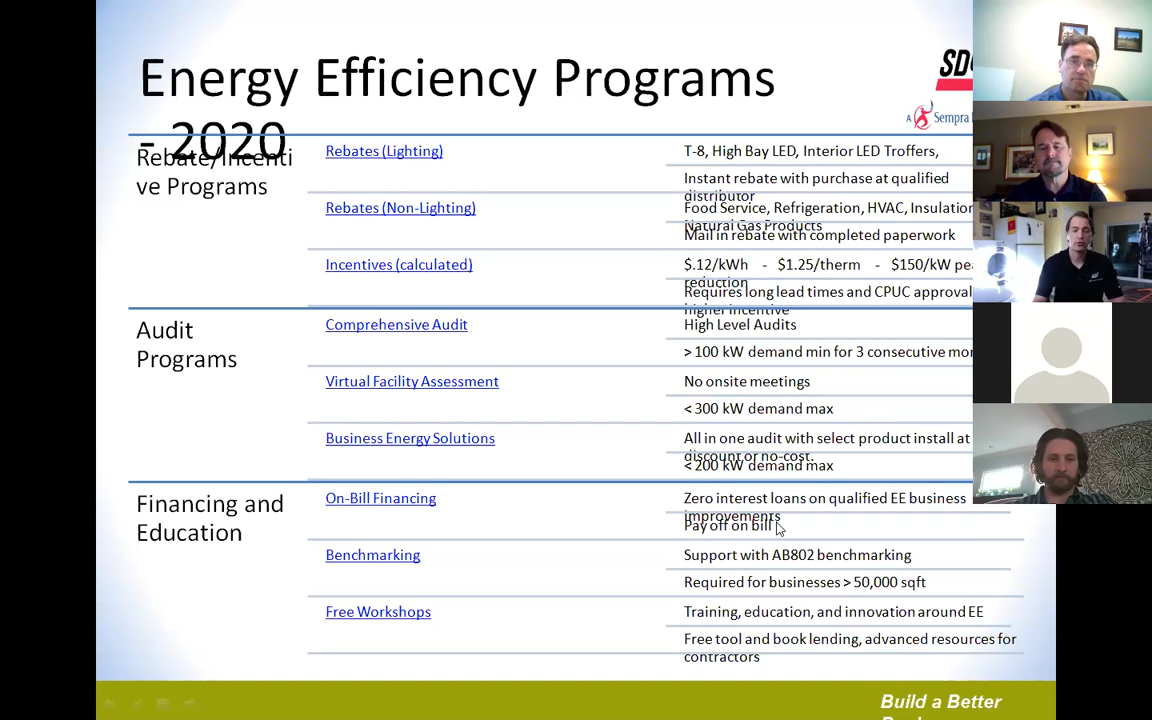 Energy Efficiency Programs
- 2020
A Sempra
Rebate/Incenti
ve Programs
Rebates (Lighting)
T-8, High Bay LED, Interior LED Troffers,
Instant rebate with purchase at qualified
distributor
Rebates (Non-Lighting)
Food Service, Refrigeration, HVAC, Insulation
Natural Gas Products
Mail in rebate with completed paperwork
Incentives (calculated)
$.12/kWh - $1.25/therm - $150/kW pe
reduction
Requires long lead times and CPUC approval
higher incentive
Audit
Programs
Comprehensive Audit
High Level Audits
> 100 kW demand min for 3 consecutive mo
Virtual Facility Assessment
No onsite meetings
< 300 kW demand max
Business Energy Solutions
All in one audit with select product install at
discount or no-cost.
< 200 kW demand max
Financing and
Education
On-Bill Financing
Zero interest loans on qualified EE business
improvements
Pay off on bill
Benchmarking
Support with AB802 benchmarking
Required for businesses > 50,000 sqft
Free Workshops
Training, education, and innovation around EE
Free tool and book lending, advanced resources for
contractors
Build a Better